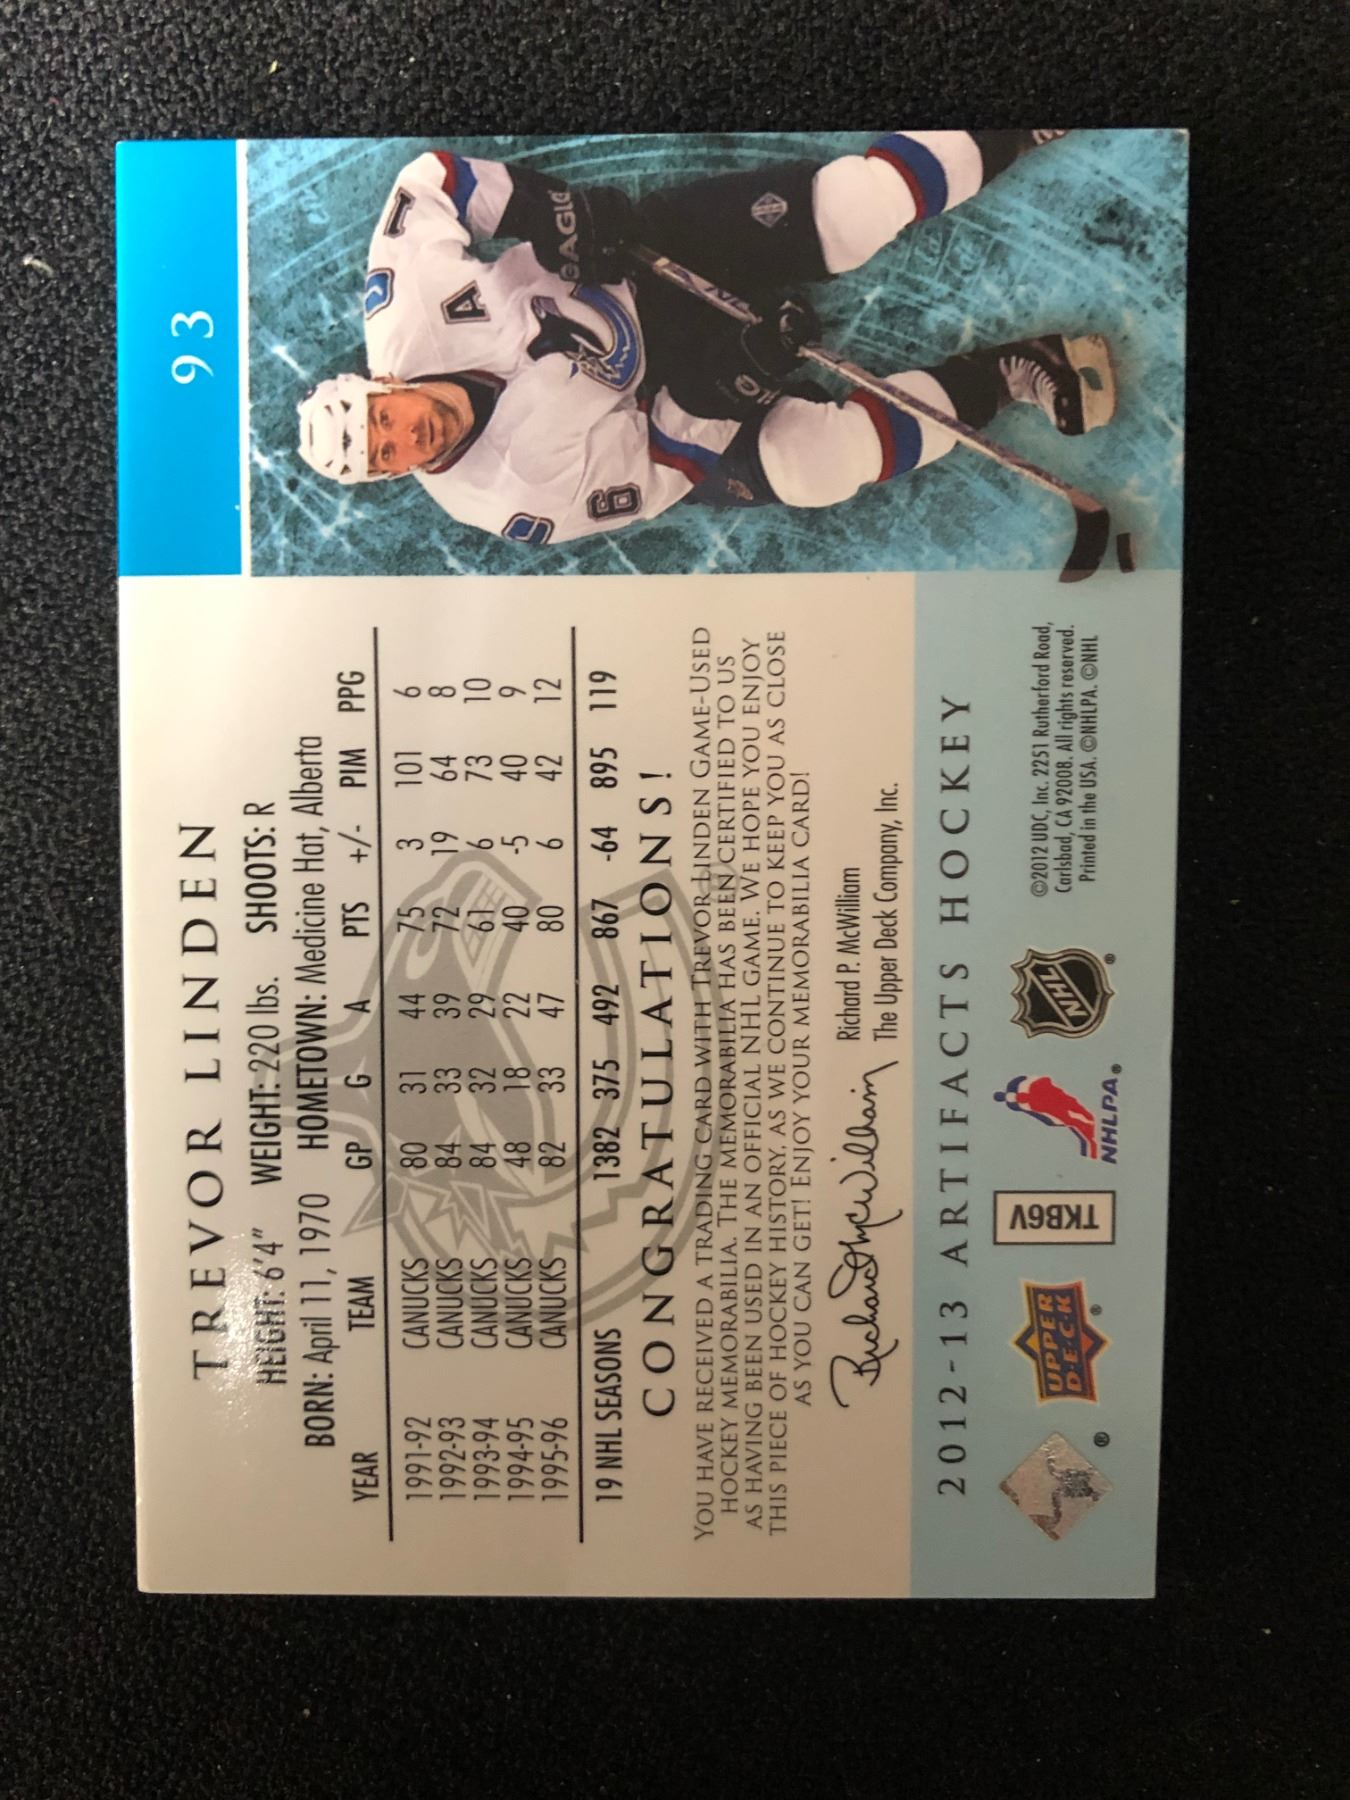 93
TREVOR LINDEN
HEIGHT: 6'4" WEIGHT: 220 lbs. SHOOTS: R
BORN: April 11, 1970 HOMETOWN: Medicine Hat, Alberta
YEAR TEAM GP G A PTS +/- PIM PPG
1991-92 CANUCKS 80 31 44 75 3 101 6
1992-93 CANUCKS 84 33 39 72 19 64 8
1993-94 CANUCKS 84 32 29 61 6 73 10
1994-95 CANUCKS 48 18 22 40 -5 40 9
1995-96 CANUCKS 82 33 47 80 6 42 12
19 NHL SEASONS 1382 375 492 867 -64 895 119
CONGRATULATIONS!
YOU HAVE RECEIVED A TRADING CARD WITH TREVOR LINDEN GAME-USED
HOCKEY MEMORABILIA. THE MEMORABILIA HAS BEEN CERTIFIED TO US
AS HAVING BEEN USED IN AN OFFICIAL NHL GAME. WE HOPE YOU ENJOY
THIS PIECE OF HOCKEY HISTORY, AS WE CONTINUE TO KEEP YOU AS CLOSE
AS YOU CAN GET! ENJOY YOUR MEMORABILIA CARD!
Richard P. McWilliam
Richard P. McWilliam
The Upper Deck Company, Inc.
2012-13 ARTIFACTS HOCKEY
®
UPPER
D·E·C·K ®
TKB6V
NHLPA®
NHL ®
©2012 UDC, Inc. 2251 Rutherford Road,
Carlsbad, CA 92008. All rights reserved.
Printed in the USA. ©NHLPA. ©NHL
A
1
6